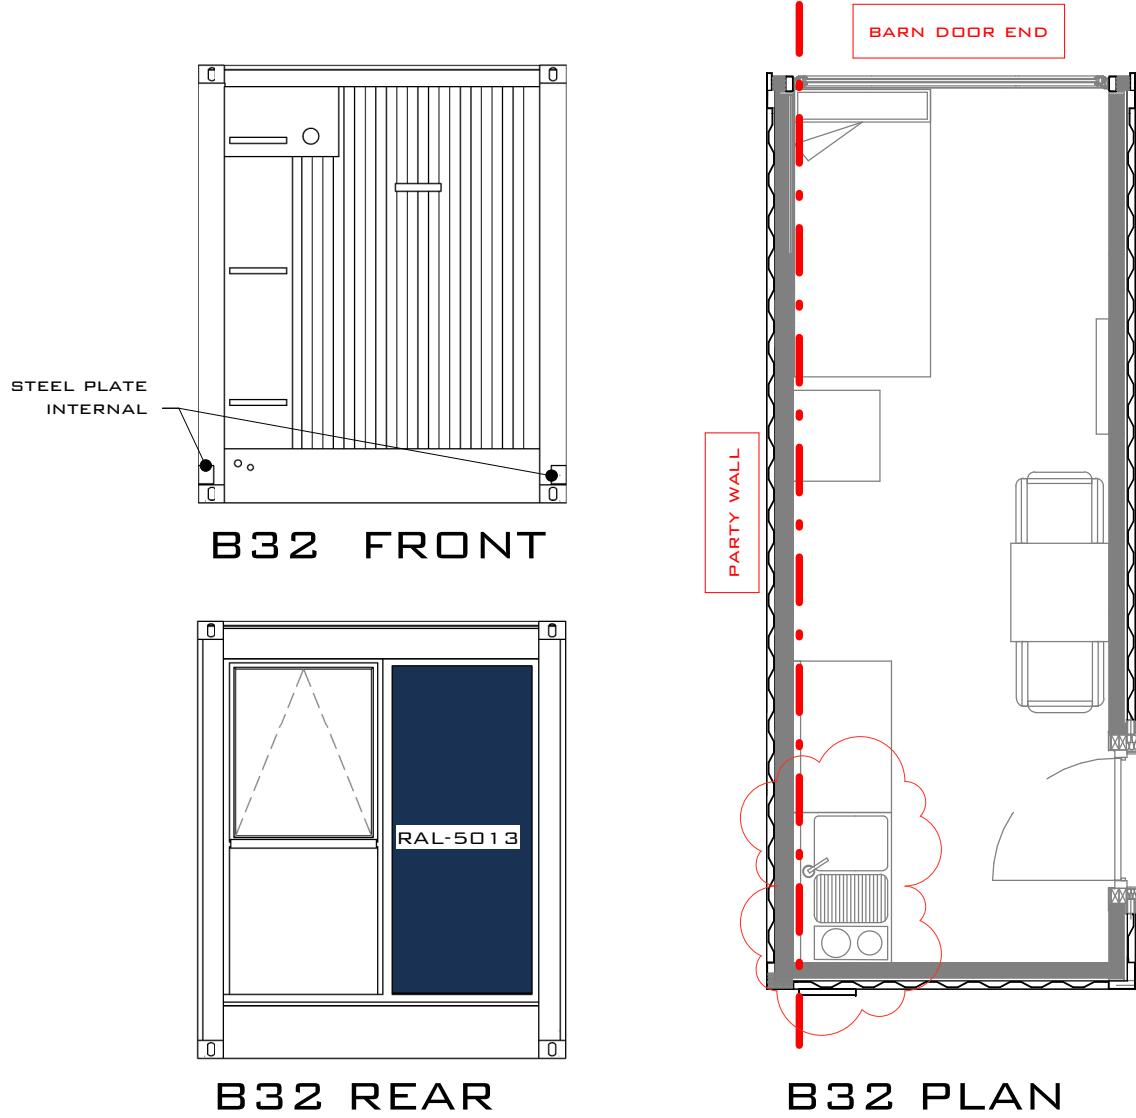 BARN DOOR END
STEEL PLATE
INTERNAL
PARTY WALL
B32 FRONT
RAL-5013
B32 REAR
B32 PLAN